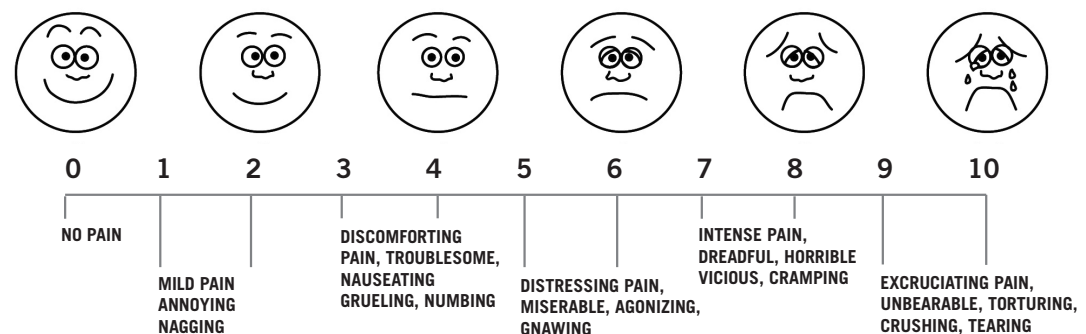 0 1 2 3 4 5 6 7 8 9 10
NO PAIN
MILD PAIN
ANNOYING
NAGGING
DISCOMFORTING
PAIN, TROUBLESOME,
NAUSEATING
GRUELING, NUMBING
DISTRESSING PAIN,
MISERABLE, AGONIZING,
GNAWING
INTENSE PAIN,
DREADFUL, HORRIBLE
VICIOUS, CRAMPING
EXCRUCIATING PAIN,
UNBEARABLE, TORTURING,
CRUSHING, TEARING